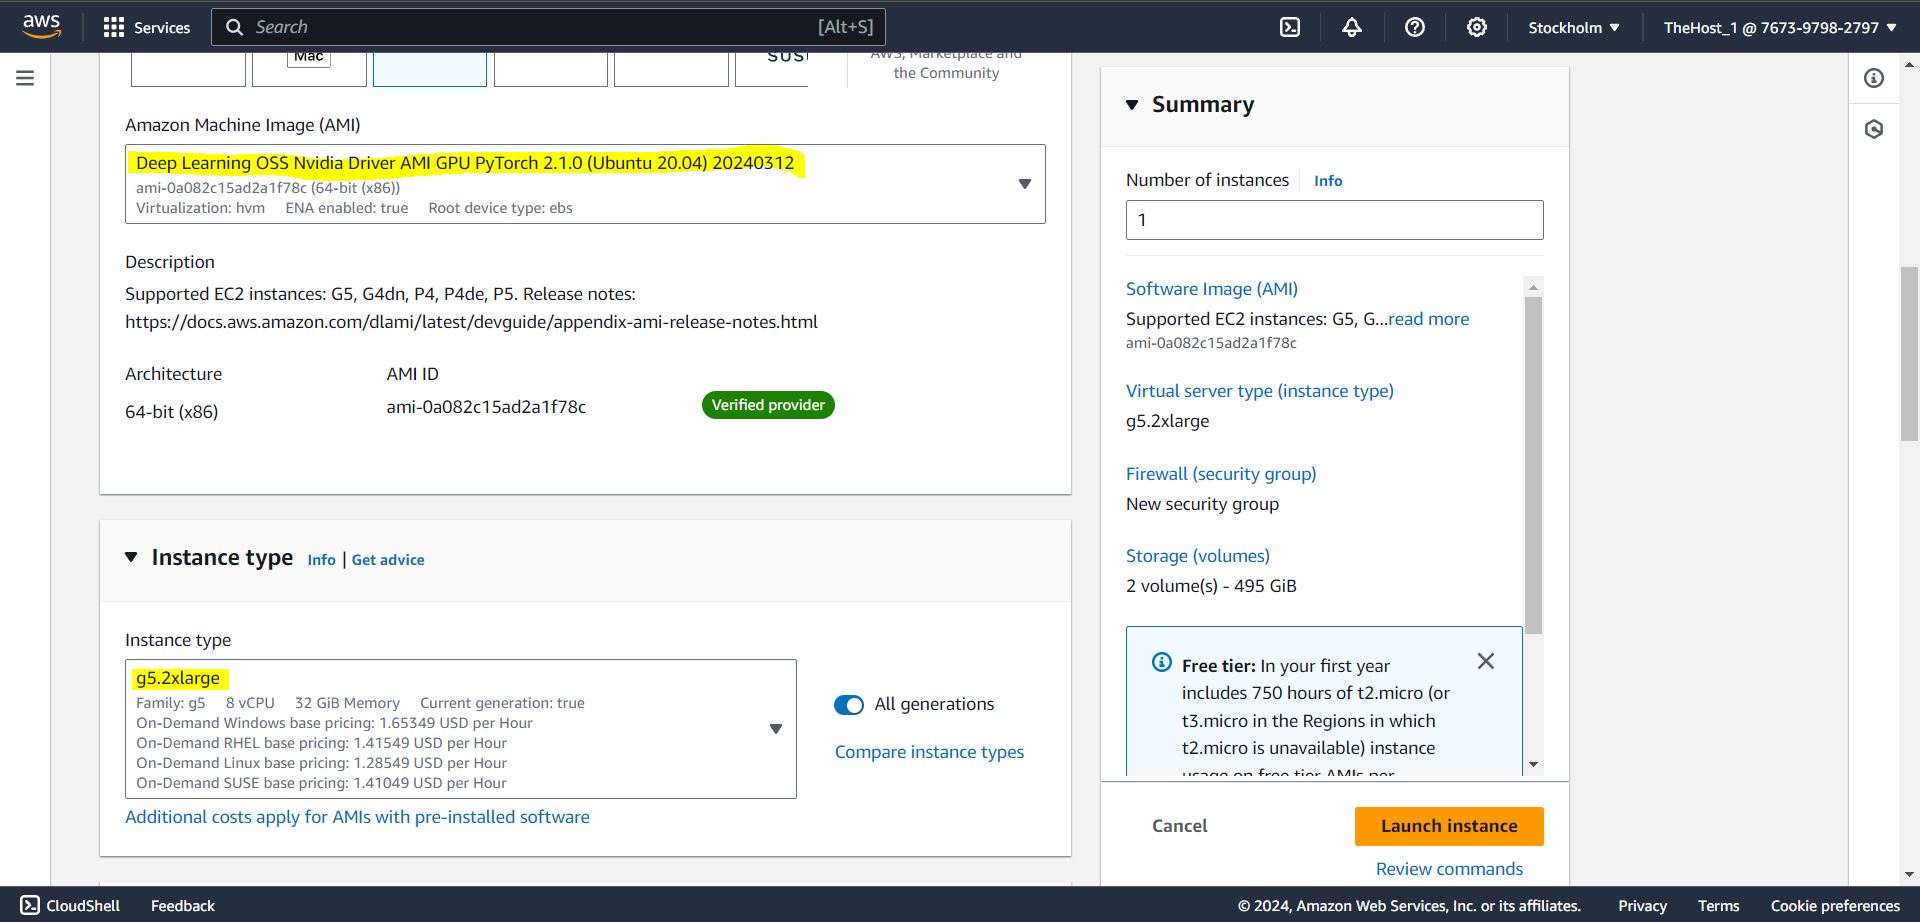 aws
Services
Search [Alt+S]
Stockholm
TheHost_1 @ 7673-9798-2797
Mac
AWS, Marketplace and
the Community
Amazon Machine Image (AMI)
Deep Learning OSS Nvidia Driver AMI GPU PyTorch 2.1.0 (Ubuntu 20.04) 20240312
ami-0a082c15ad2a1f78c (64-bit (x86))
Virtualization: hvm ENA enabled: true Root device type: ebs
Description
Supported EC2 instances: G5, G4dn, P4, P4de, P5. Release notes:
https://docs.aws.amazon.com/dlami/latest/devguide/appendix-ami-release-notes.html
Architecture
64-bit (x86)
AMI ID
ami-0a082c15ad2a1f78c
Verified provider
Instance type Info | Get advice
Instance type
g5.2xlarge
Family: g5 8 vCPU 32 GiB Memory Current generation: true
On-Demand Windows base pricing: 1.65349 USD per Hour
On-Demand RHEL base pricing: 1.41549 USD per Hour
On-Demand Linux base pricing: 1.28549 USD per Hour
On-Demand SUSE base pricing: 1.41049 USD per Hour
All generations
Compare instance types
Additional costs apply for AMIs with pre-installed software
Summary
Number of instances Info
1
Software Image (AMI)
Supported EC2 instances: G5, G...read more
ami-0a082c15ad2a1f78c
Virtual server type (instance type)
g5.2xlarge
Firewall (security group)
New security group
Storage (volumes)
2 volume(s) - 495 GiB
Free tier: In your first year
includes 750 hours of t2.micro (or
t3.micro in the Regions in which
t2.micro is unavailable) instance
usage on free tier AMIs per
Cancel
Launch instance
Review commands
CloudShell Feedback
© 2024, Amazon Web Services, Inc. or its affiliates. Privacy Terms Cookie preferences